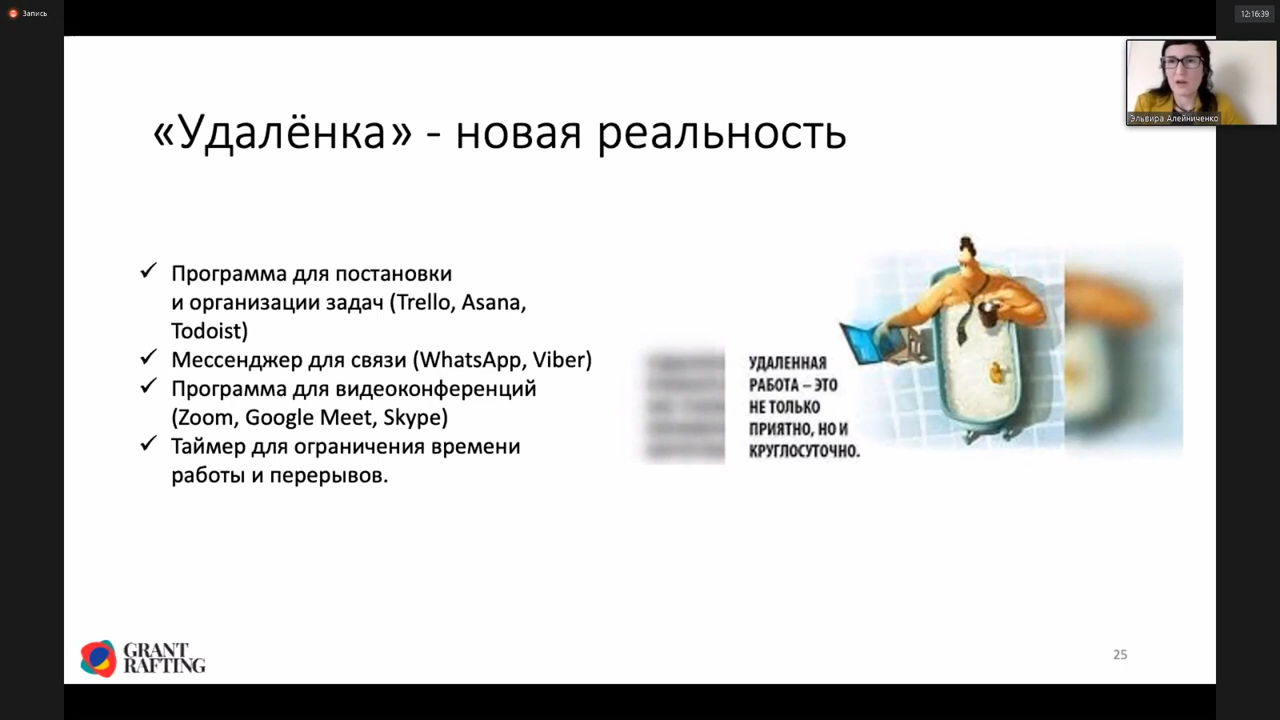 Запись
12:16:39
Эльвира Алейниченко
«Удалёнка» - новая реальность
✓ Программа для постановки
и организации задач (Trello, Asana,
Todoist)
✓ Мессенджер для связи (WhatsApp, Viber)
✓ Программа для видеоконференций
(Zoom, Google Meet, Skype)
✓ Таймер для ограничения времени
работы и перерывов.
УДАЛЕННАЯ
РАБОТА – ЭТО
НЕ ТОЛЬКО
ПРИЯТНО, НО И
КРУГЛОСУТОЧНО.
GRANT
RAFTING
25